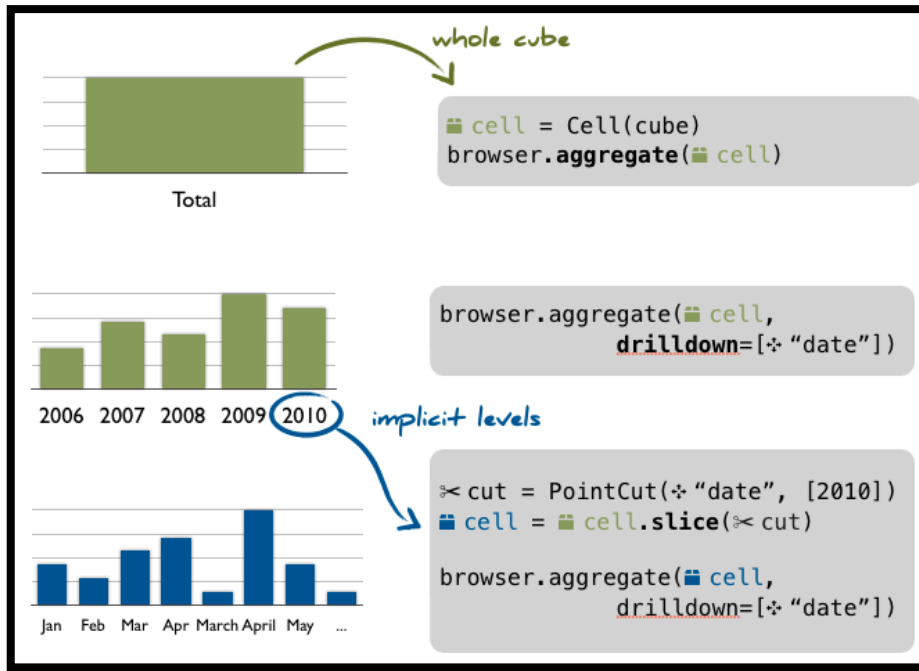 whole cube
cell = Cell(cube)
browser.aggregate( cell)
Total
browser.aggregate( cell,
drilldown=[ “date”])
2006 2007 2008 2009 2010
implicit levels
cut = PointCut( “date”, [2010])
cell = cell.slice( cut)
browser.aggregate( cell,
drilldown=[ “date”])
Jan Feb Mar Apr March April May ...